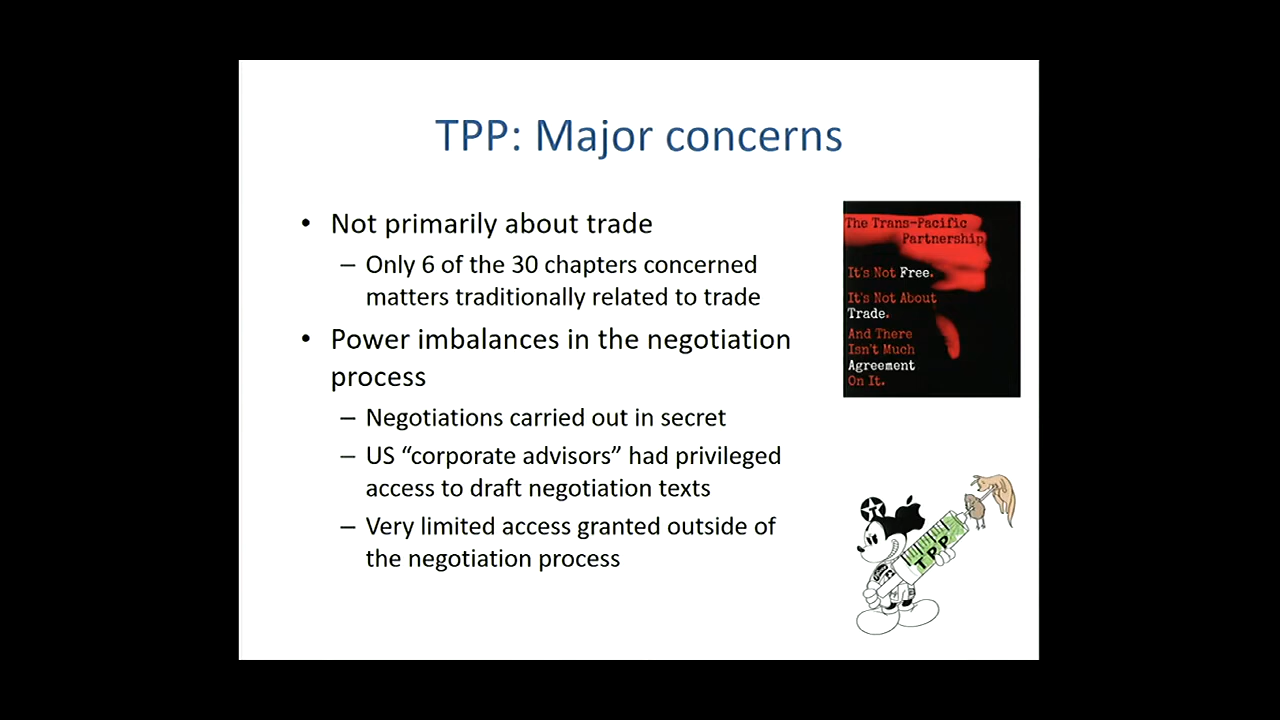 TPP: Major concerns
• Not primarily about trade
– Only 6 of the 30 chapters concerned
matters traditionally related to trade
• Power imbalances in the negotiation
process
– Negotiations carried out in secret
– US “corporate advisors” had privileged
access to draft negotiation texts
– Very limited access granted outside of
the negotiation process
The Trans-Pacific
Partnership
It's Not Free.
It's Not About
Trade.
And There
Isn't Much
Agreement
On It.
TPP